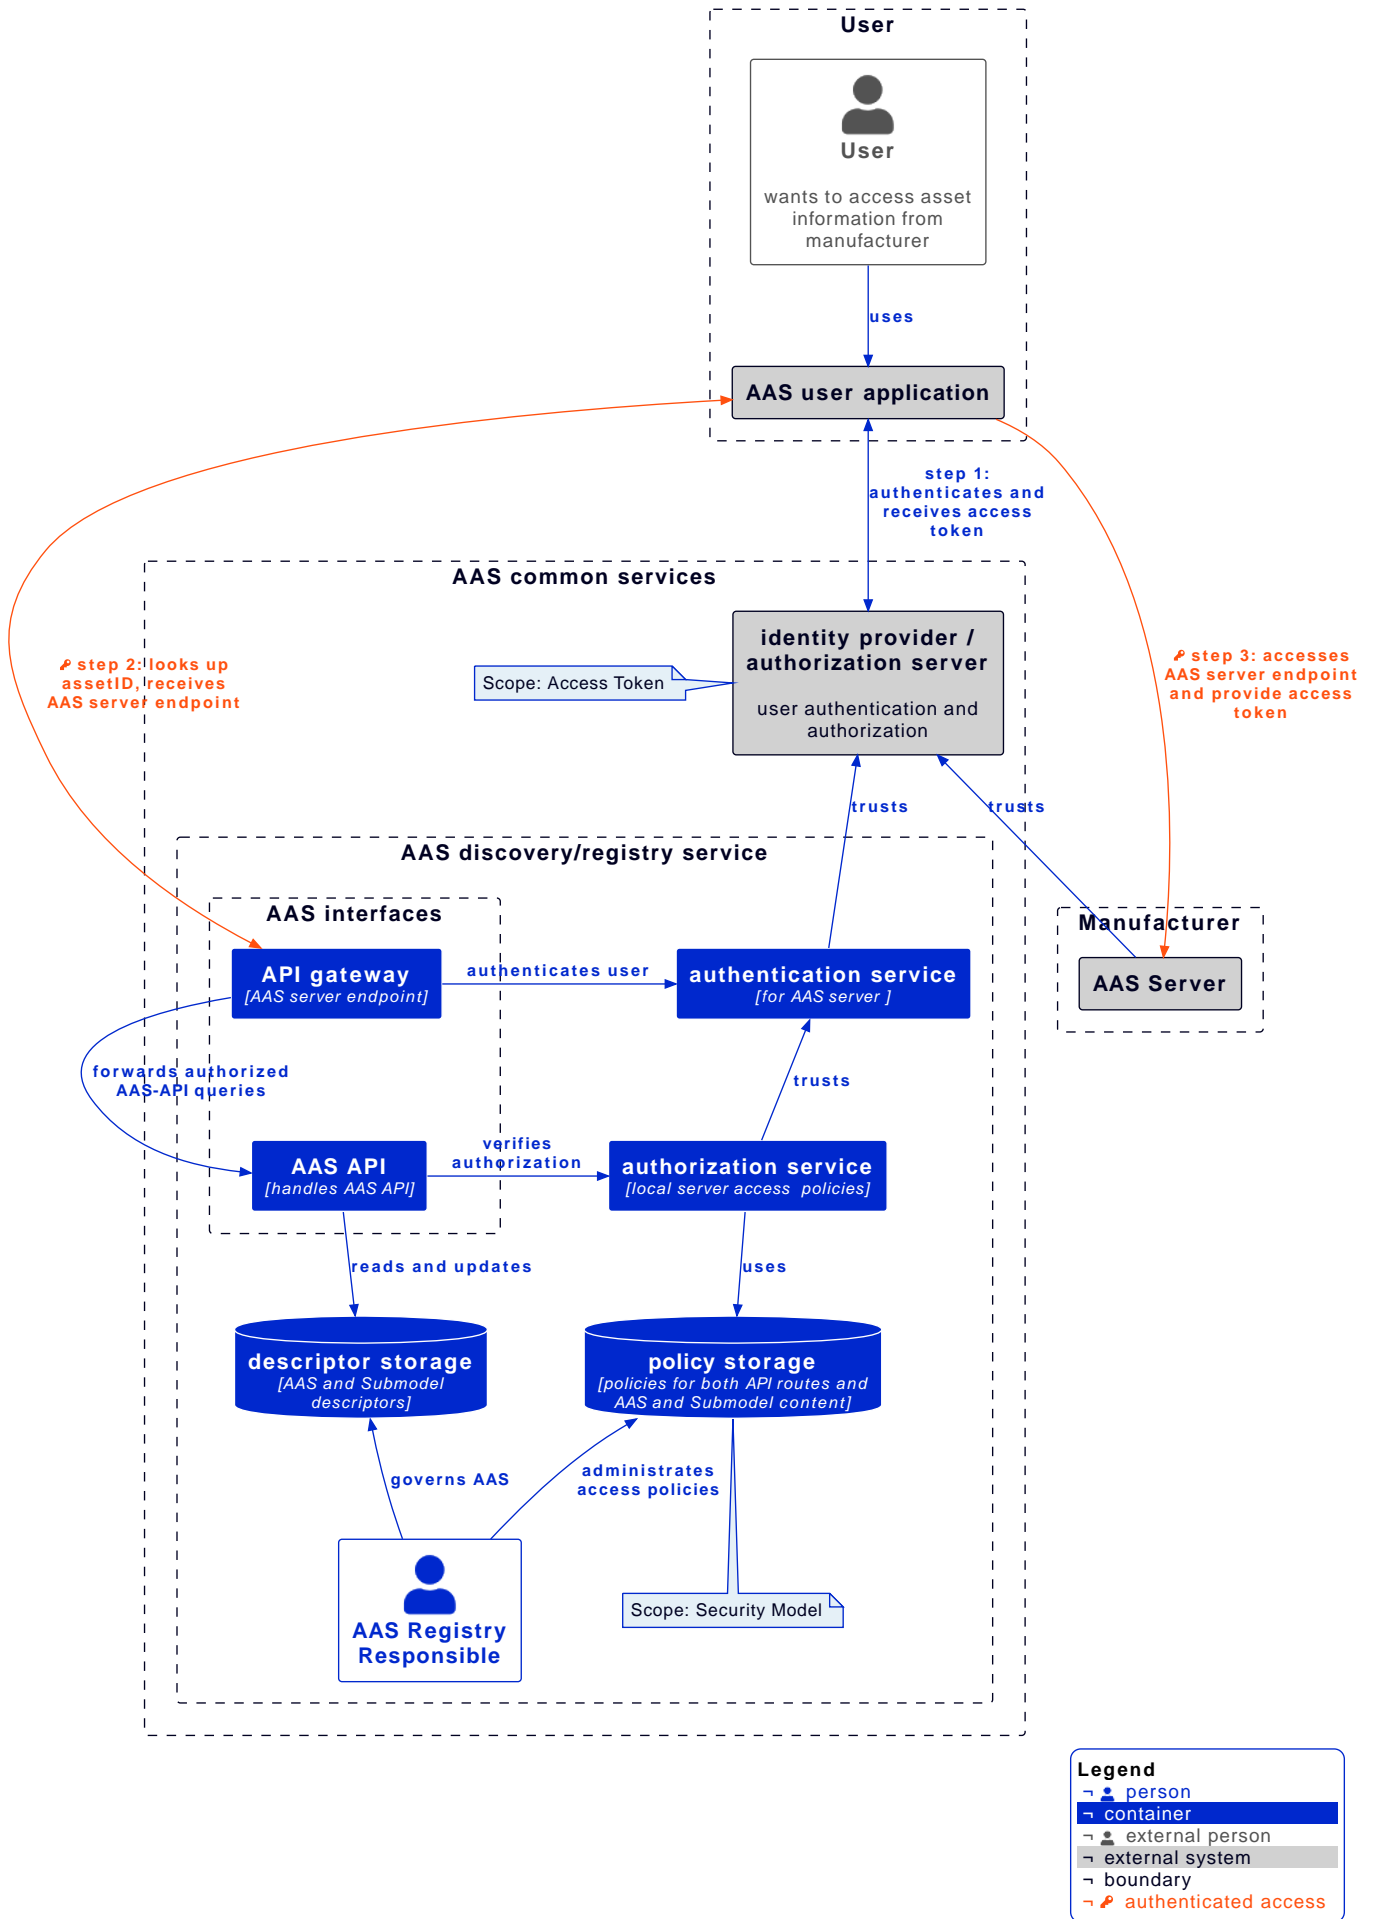 User
User
wants to access asset
information from
manufacturer
uses
AAS user application
step 1:
authenticates and
receives access
token
AAS common services
identity provider /
authorization server
user authentication and
authorization
Scope: Access Token
step 2: looks up
assetID, receives
AAS server endpoint
step 3: accesses
AAS server endpoint
and provide access
token
trusts
trusts
AAS discovery/registry service
AAS interfaces
Manufacturer
API gateway
[AAS server endpoint]
authenticates user
authentication service
[for AAS server ]
AAS Server
forwards authorized
AAS-API queries
trusts
AAS API
[handles AAS API]
verifies
authorization
authorization service
[local server access  policies]
reads and updates
uses
descriptor storage
[AAS and Submodel
descriptors]
policy storage
[policies for both API routes and
AAS and Submodel content]
governs AAS
administrates
access policies
AAS Registry
Responsible
Scope: Security Model
Legend
¬ person
¬ container
¬ external person
¬ external system
¬ boundary
¬ authenticated access